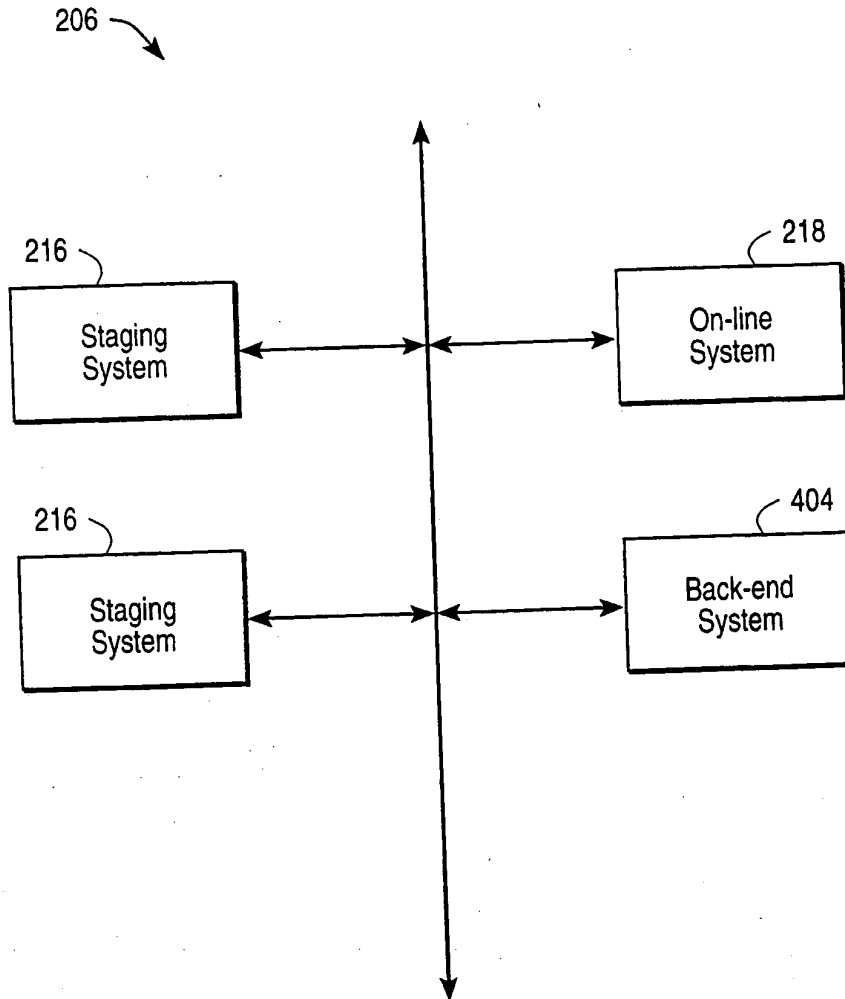 206
216
Staging
System
218
On-line
System
216
Staging
System
404
Back-end
System